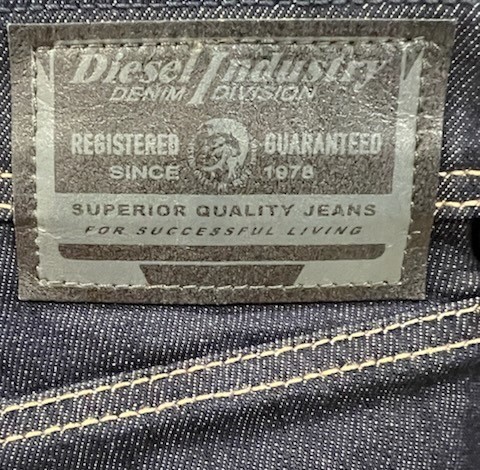 Diesel Industry
DENIM DIVISION
REGISTERED GUARANTEED
SINCE 1978
SUPERIOR QUALITY JEANS
FOR SUCCESSFUL LIVING